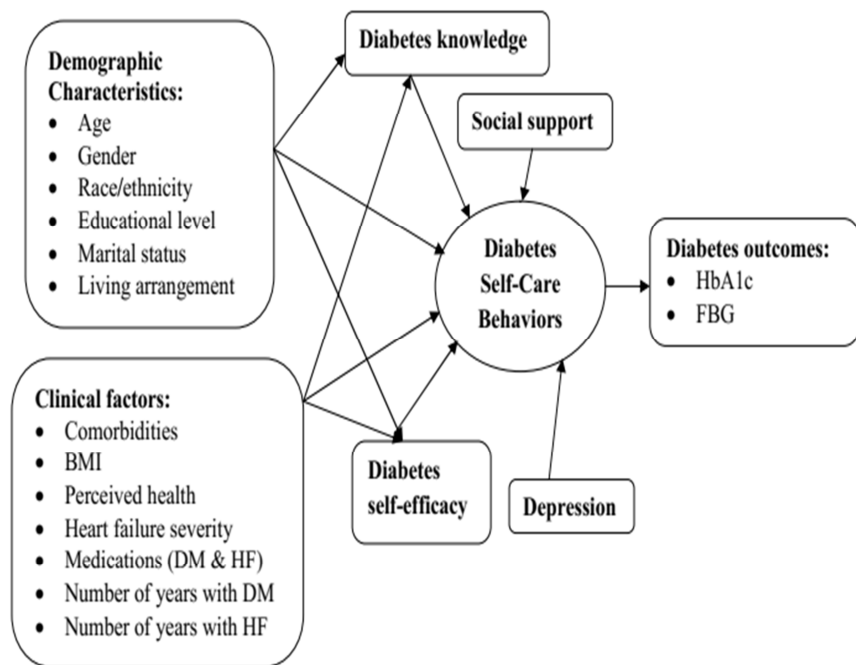 Demographic
Characteristics:
• Age
• Gender
• Race/ethnicity
• Educational level
• Marital status
• Living arrangement
Clinical factors:
• Comorbidities
• BMI
• Perceived health
• Heart failure severity
• Medications (DM & HF)
• Number of years with DM
• Number of years with HF
Diabetes knowledge
Social support
Diabetes
Self-Care
Behaviors
Diabetes
self-efficacy
Depression
Diabetes outcomes:
• HbA1c
• FBG